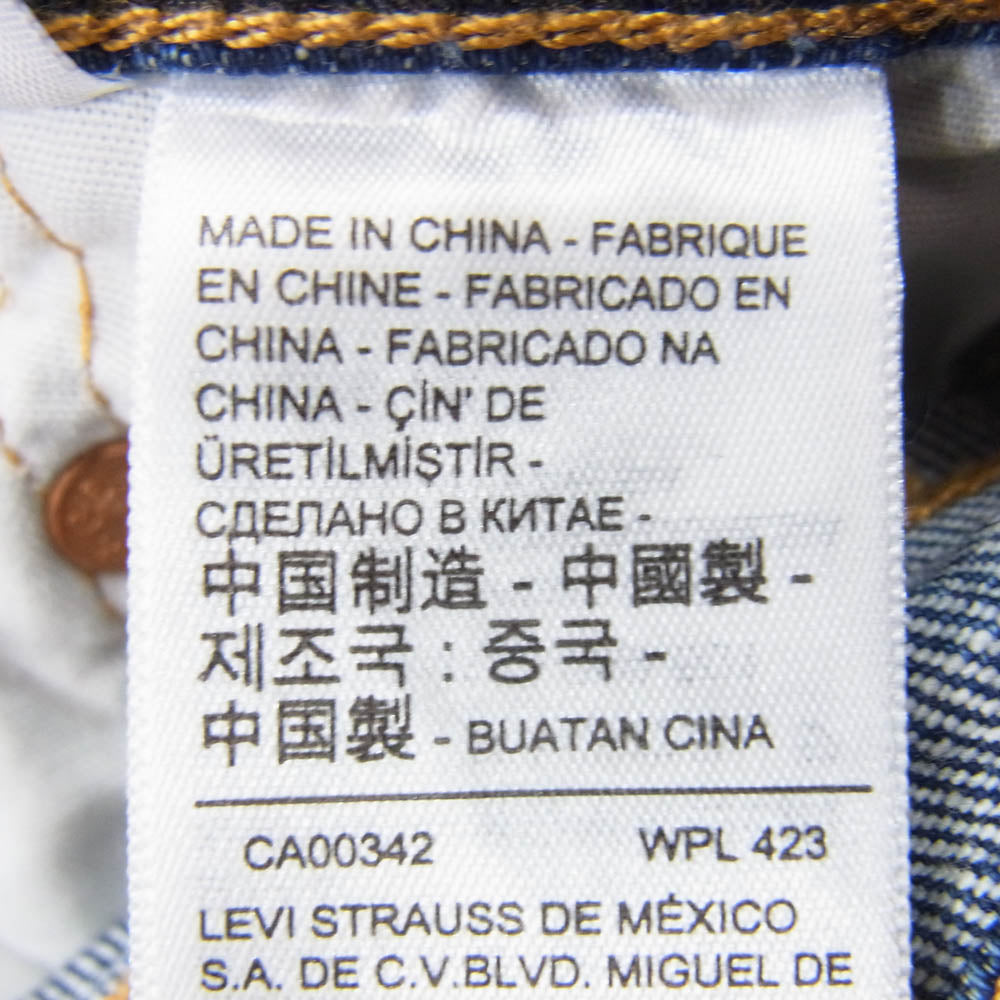 MADE IN CHINA - FABRIQUE
EN CHINE - FABRICADO EN
CHINA - FABRICADO NA
CHINA - ÇİN' DE
ÜRETİLMİŞTİR -
СДЕЛАНО В КИТАЕ -
中国制造 - 中國製 -
제조국 : 중국 -
中国製 - BUATAN CINA
CA00342 WPL 423
LEVI STRAUSS DE MÉXICO
S.A. DE C.V.BLVD. MIGUEL DE